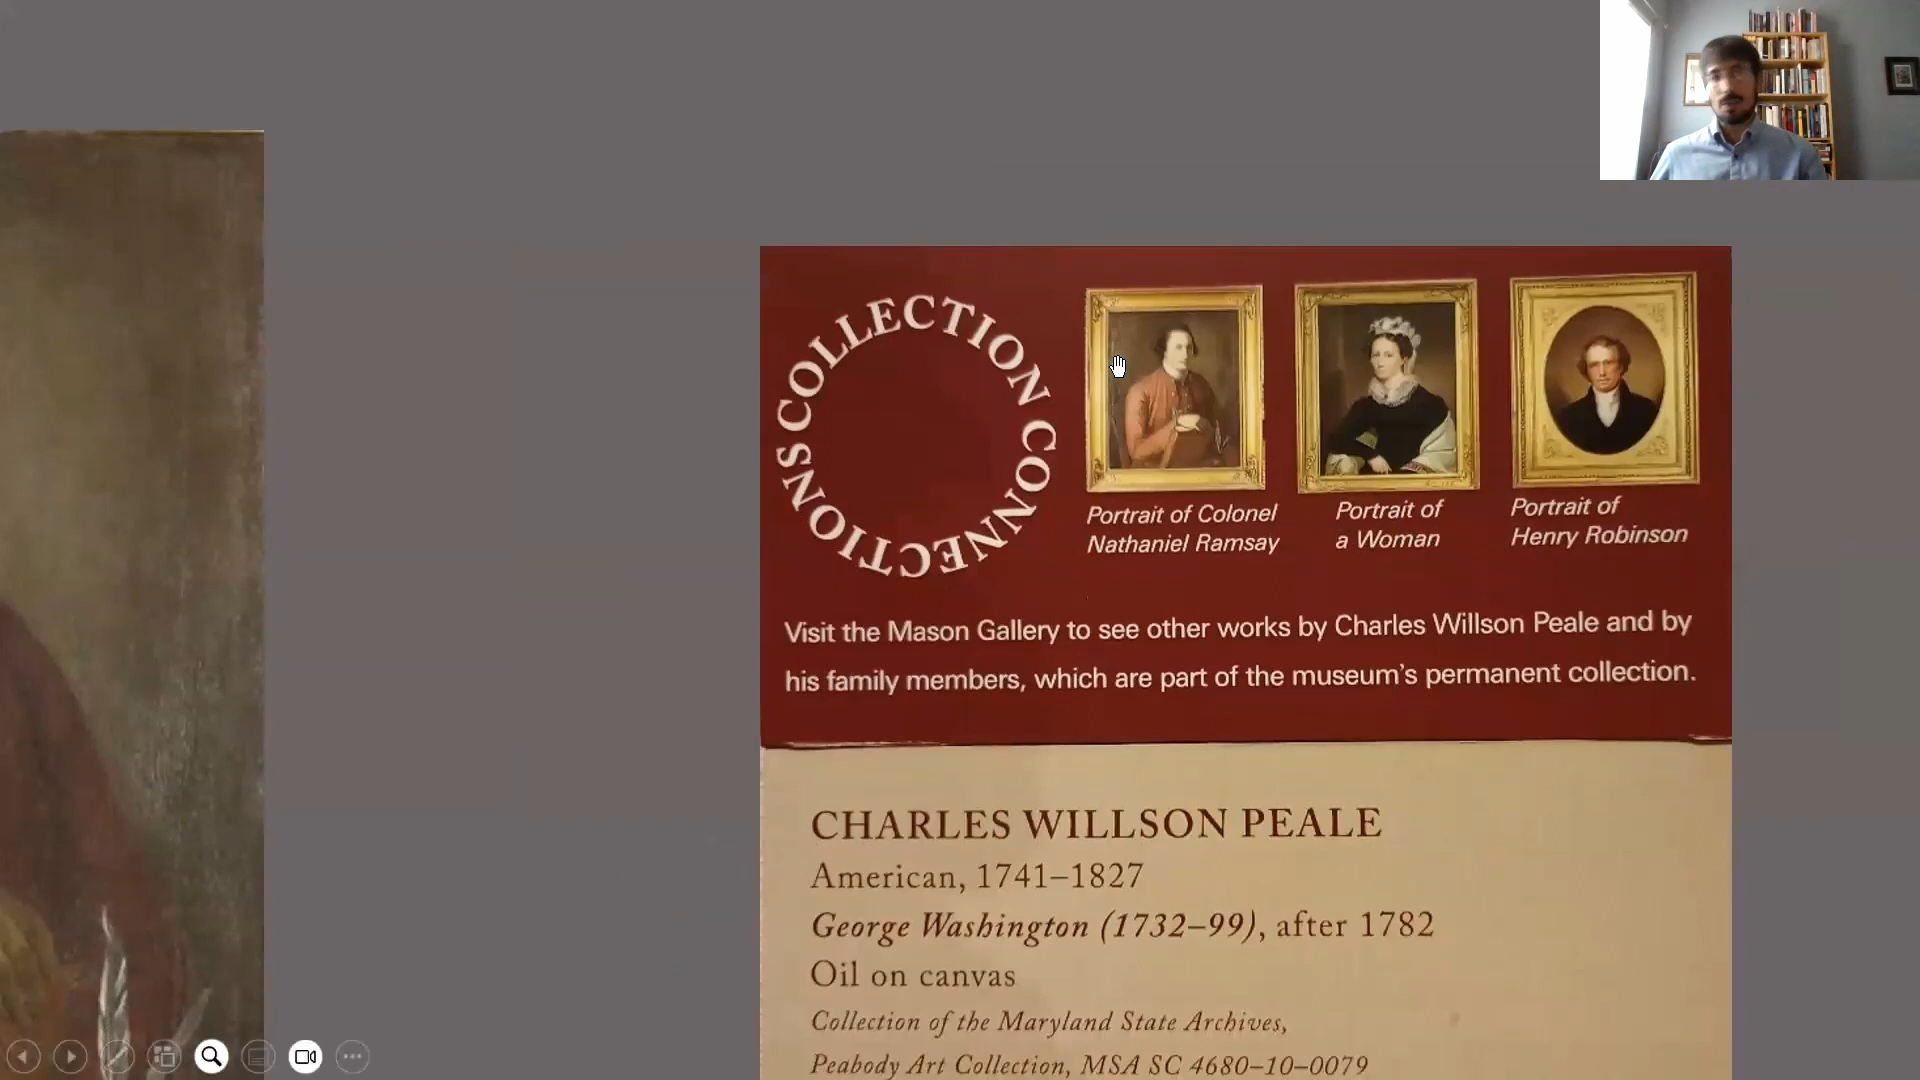 COLLECTION CONNECTIONS
Portrait of Colonel
Nathaniel Ramsay
Portrait of
a Woman
Portrait of
Henry Robinson
Visit the Mason Gallery to see other works by Charles Willson Peale and by
his family members, which are part of the museum's permanent collection.
CHARLES WILLSON PEALE
American, 1741–1827
George Washington (1732–99), after 1782
Oil on canvas
Collection of the Maryland State Archives,
Peabody Art Collection, MSA SC 4680–10–0079